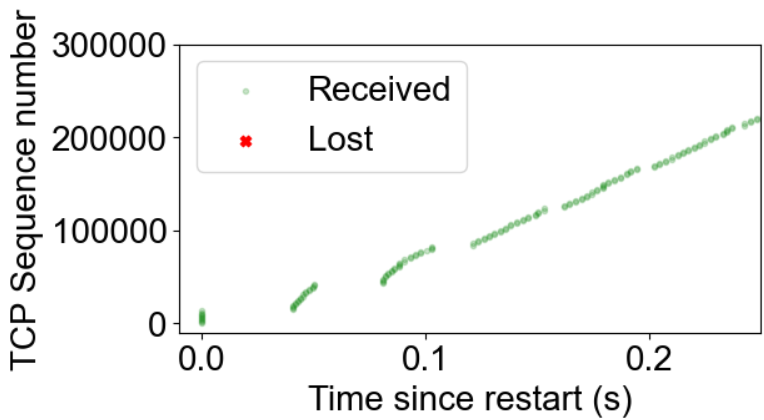 TCP Sequence number
300000
200000
100000
0
Received
Lost
0.0
0.1
0.2
Time since restart (s)